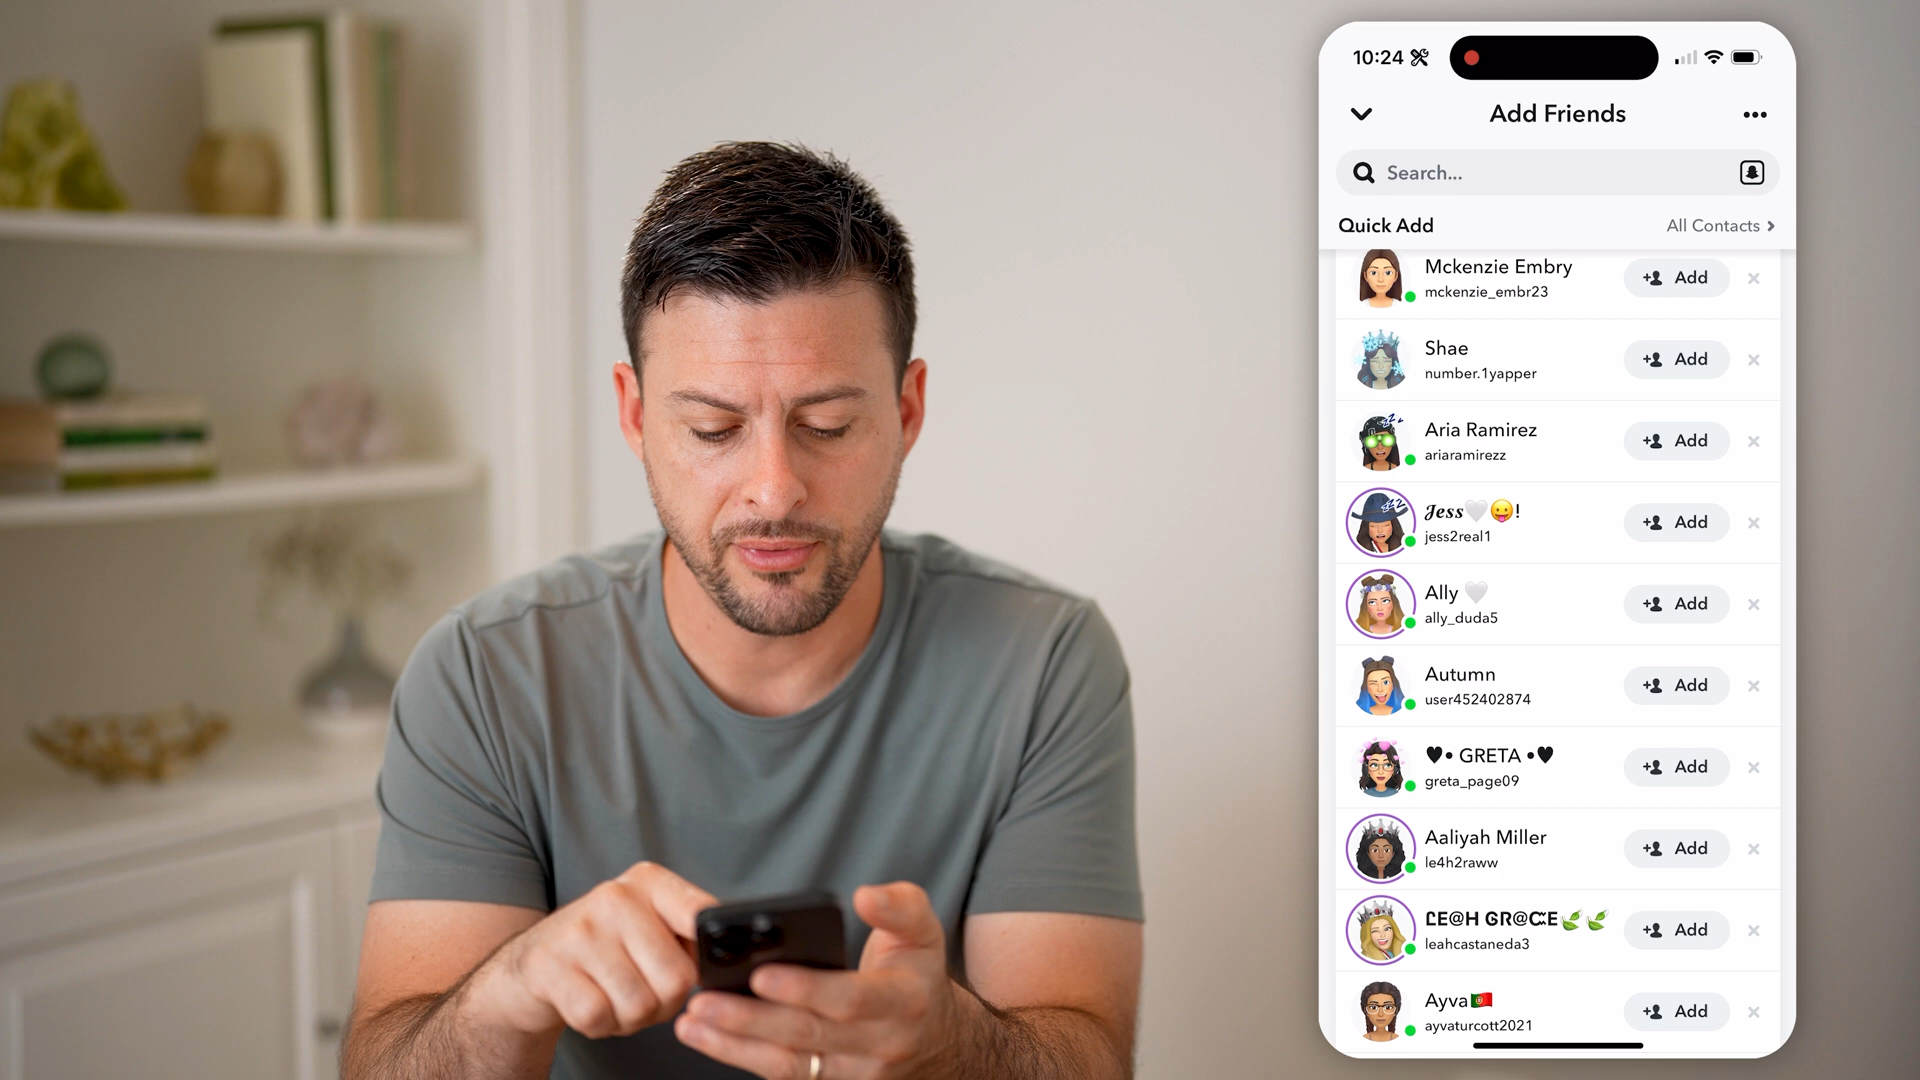 10:24
Add Friends
Search...
Quick Add
All Contacts
Mckenzie Embry
mckenzie_embr23
Add
Shae
number.1yapper
Add
Aria Ramirez
ariaramirezz
Add
𝑱𝒆𝒔𝒔🤍😛!
jess2real1
Add
Ally 🤍
ally_duda5
Add
Autumn
user452402874
Add
♥• GRETA •♥
greta_page09
Add
Aaliyah Miller
le4h2raww
Add
LE@H GR@CE🍃🍃
leahcastaneda3
Add
Ayva🇵🇹
ayvaturcott2021
Add